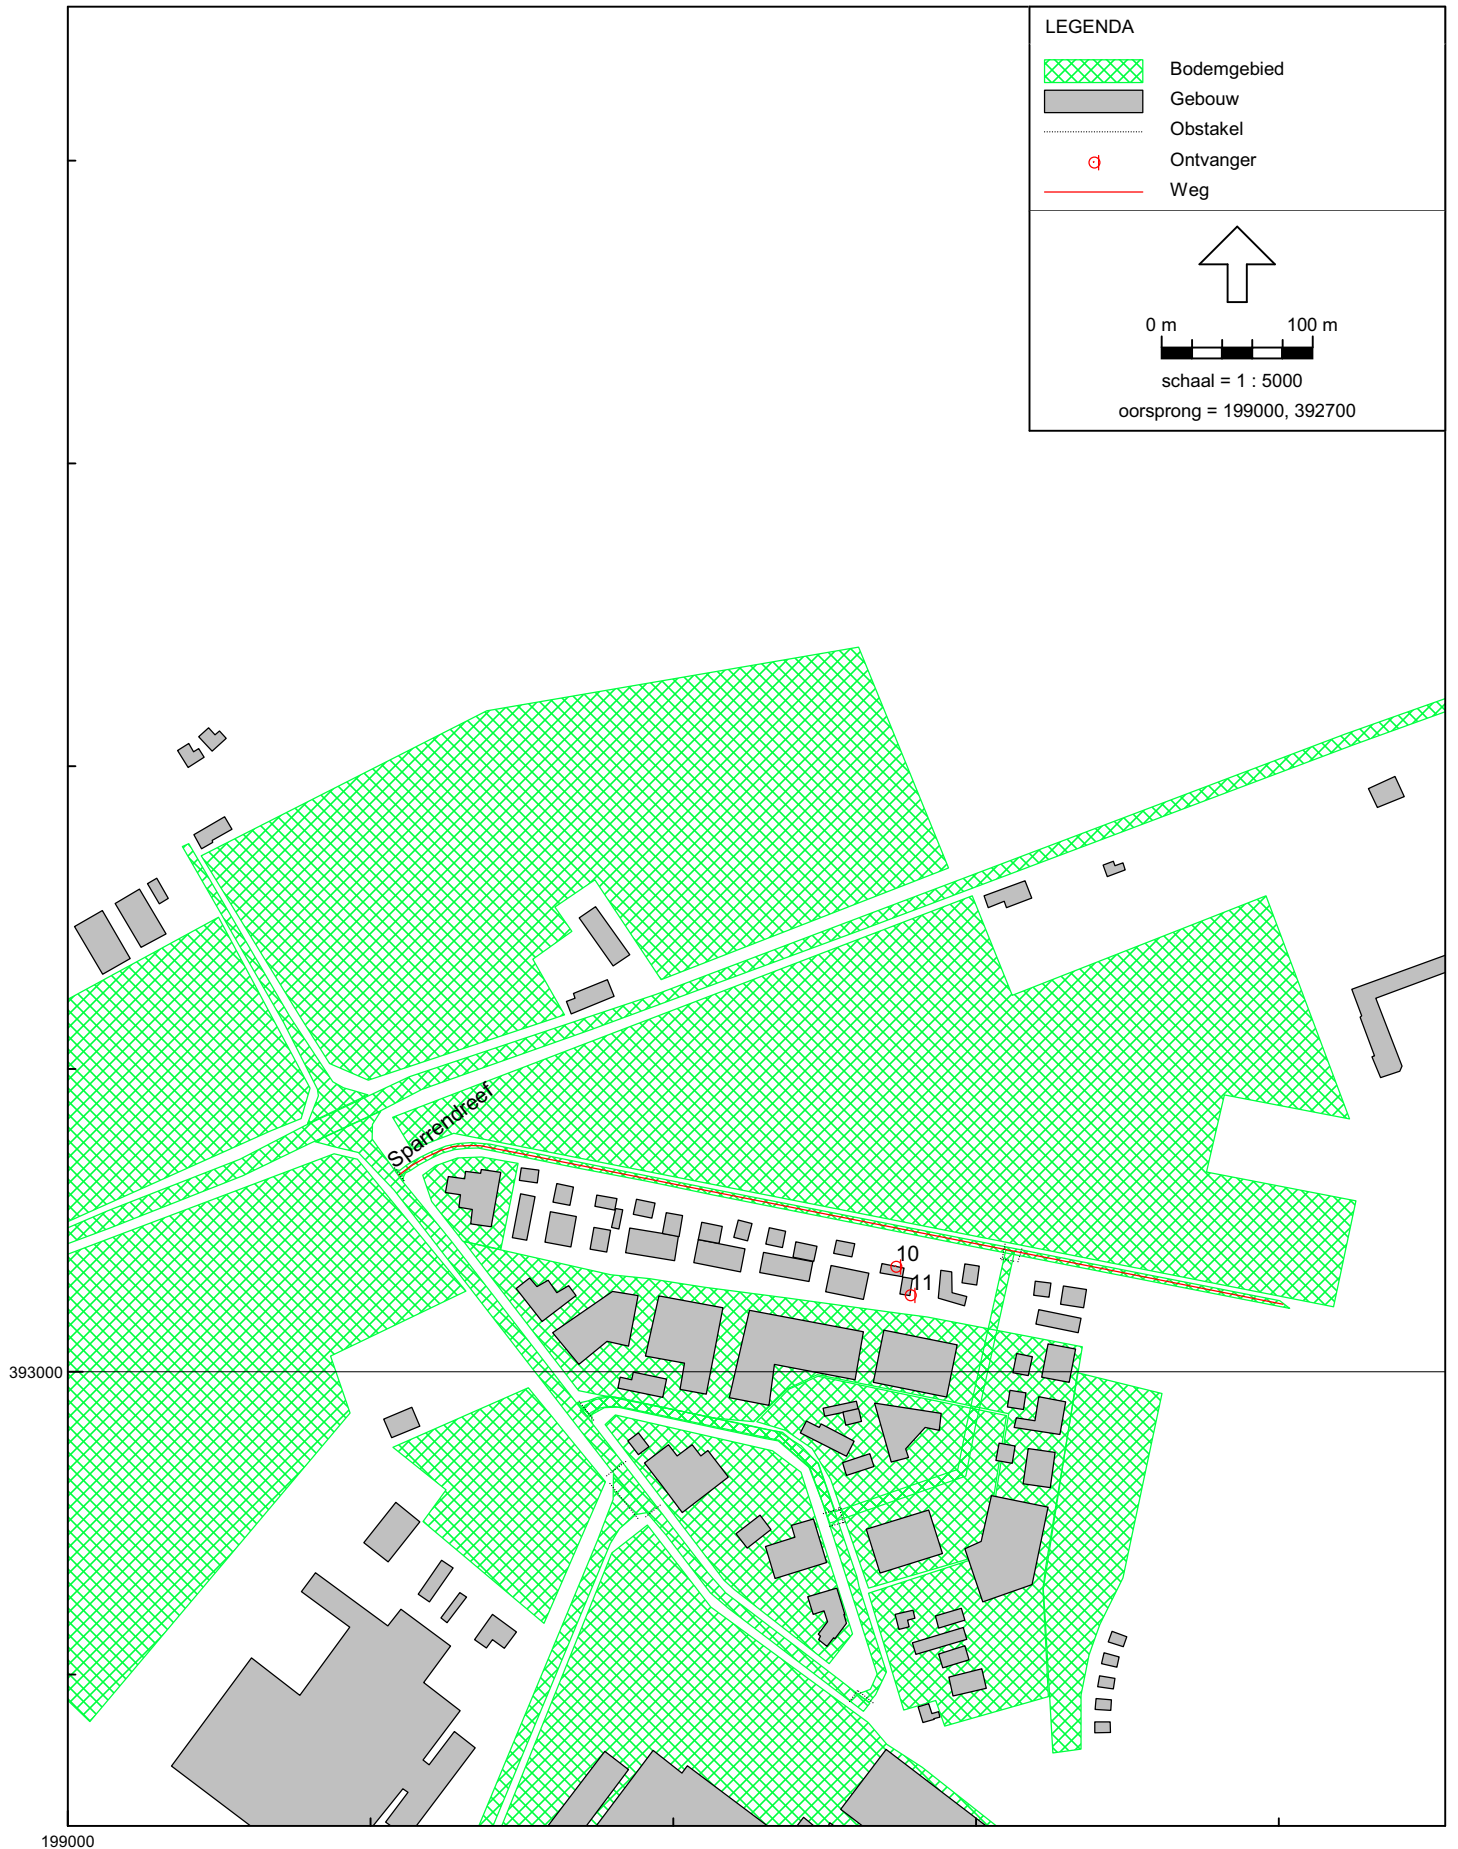 LEGENDA
Bodemgebied
Gebouw
Obstakel
Ontvanger
Weg
0 m 100 m
schaal = 1 : 5000
oorsprong = 199000, 392700
Sparrendreef
10
11
393000
199000